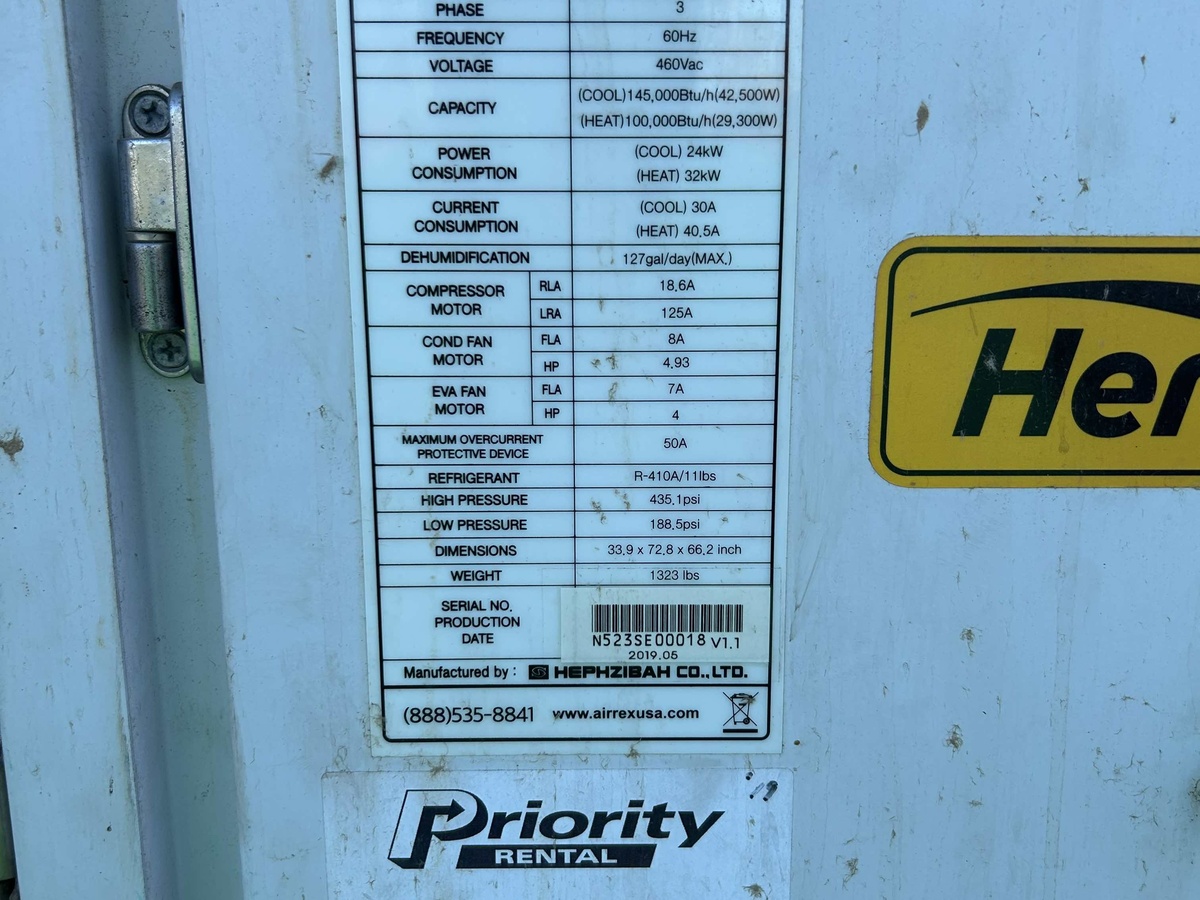 PHASE 3
FREQUENCY 60Hz
VOLTAGE 460Vac
CAPACITY (COOL)145,000Btu/h(42,500W)
(HEAT)100,000Btu/h(29,300W)
POWER CONSUMPTION (COOL) 24kW
(HEAT) 32kW
CURRENT CONSUMPTION (COOL) 30A
(HEAT) 40.5A
DEHUMIDIFICATION 127gal/day(MAX.)
COMPRESSOR MOTOR RLA 18.6A
LRA 125A
COND FAN MOTOR FLA 8A
HP 4.93
EVA FAN MOTOR FLA 7A
HP 4
MAXIMUM OVERCURRENT
PROTECTIVE DEVICE 50A
REFRIGERANT R-410A/11lbs
HIGH PRESSURE 435.1psi
LOW PRESSURE 188.5psi
DIMENSIONS 33.9 x 72.8 x 66.2 inch
WEIGHT 1323 lbs
SERIAL NO.
PRODUCTION
DATE
N523SE00018 V1.1
2019.05
Manufactured by : HEPHZIBAH CO.,LTD.
(888)535-8841 www.airrexusa.com
Priority
RENTAL
Her